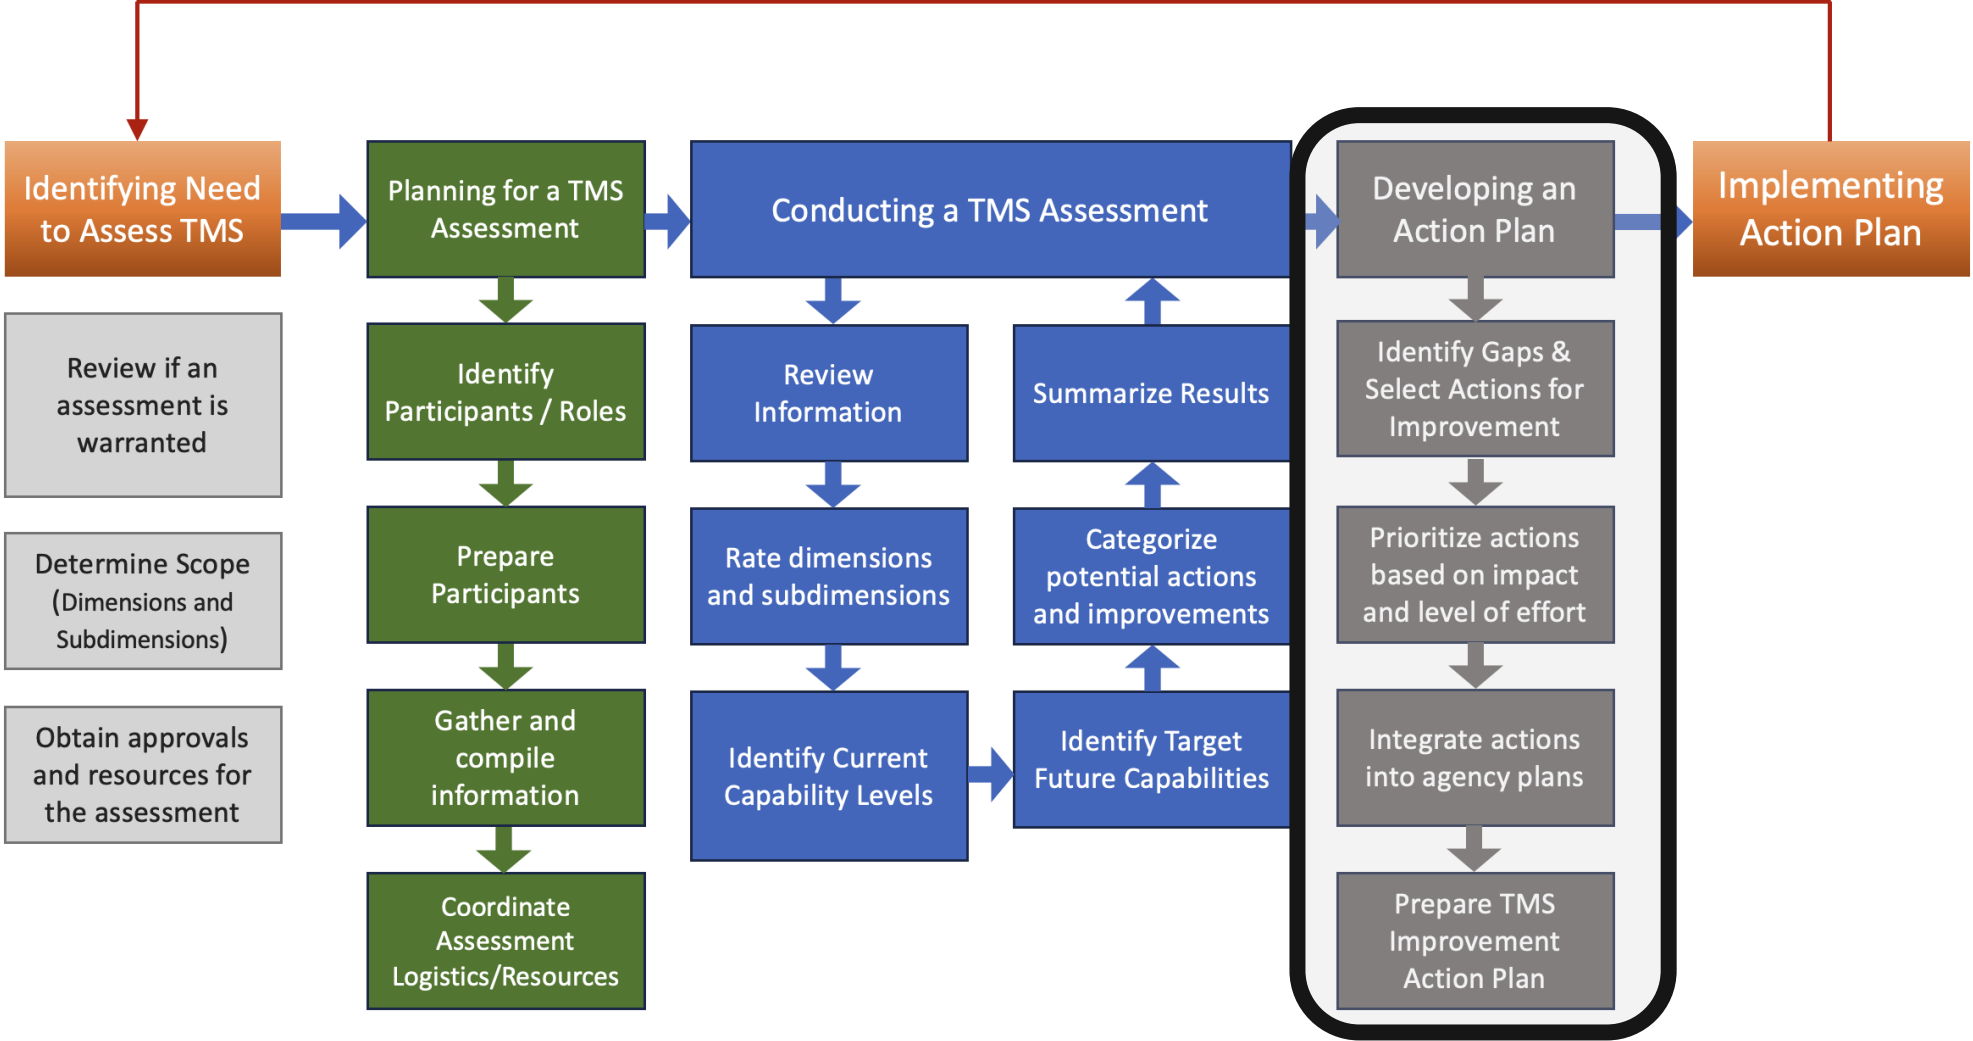 Identifying Need
to Assess TMS
Review if an
assessment is
warranted
Determine Scope
(Dimensions and
Subdimensions)
Obtain approvals
and resources for
the assessment
Planning for a TMS
Assessment
Identify
Participants / Roles
Prepare
Participants
Gather and
compile
information
Coordinate
Assessment
Logistics/Resources
Conducting a TMS Assessment
Review
Information
Rate dimensions
and subdimensions
Identify Current
Capability Levels
Identify Target
Future Capabilities
Categorize
potential actions
and improvements
Summarize Results
Developing an
Action Plan
Identify Gaps &
Select Actions for
Improvement
Prioritize actions
based on impact
and level of effort
Integrate actions
into agency plans
Prepare TMS
Improvement
Action Plan
Implementing
Action Plan